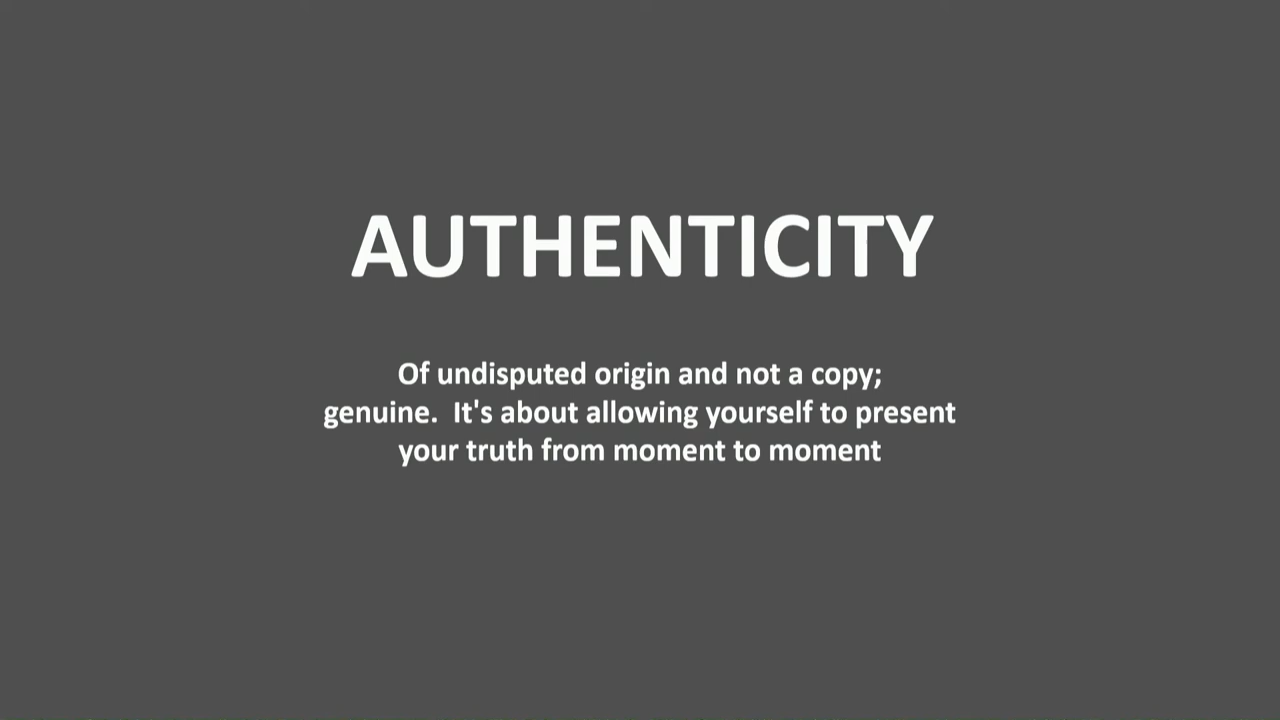 AUTHENTICITY
Of undisputed origin and not a copy;
genuine.  It's about allowing yourself to present
your truth from moment to moment